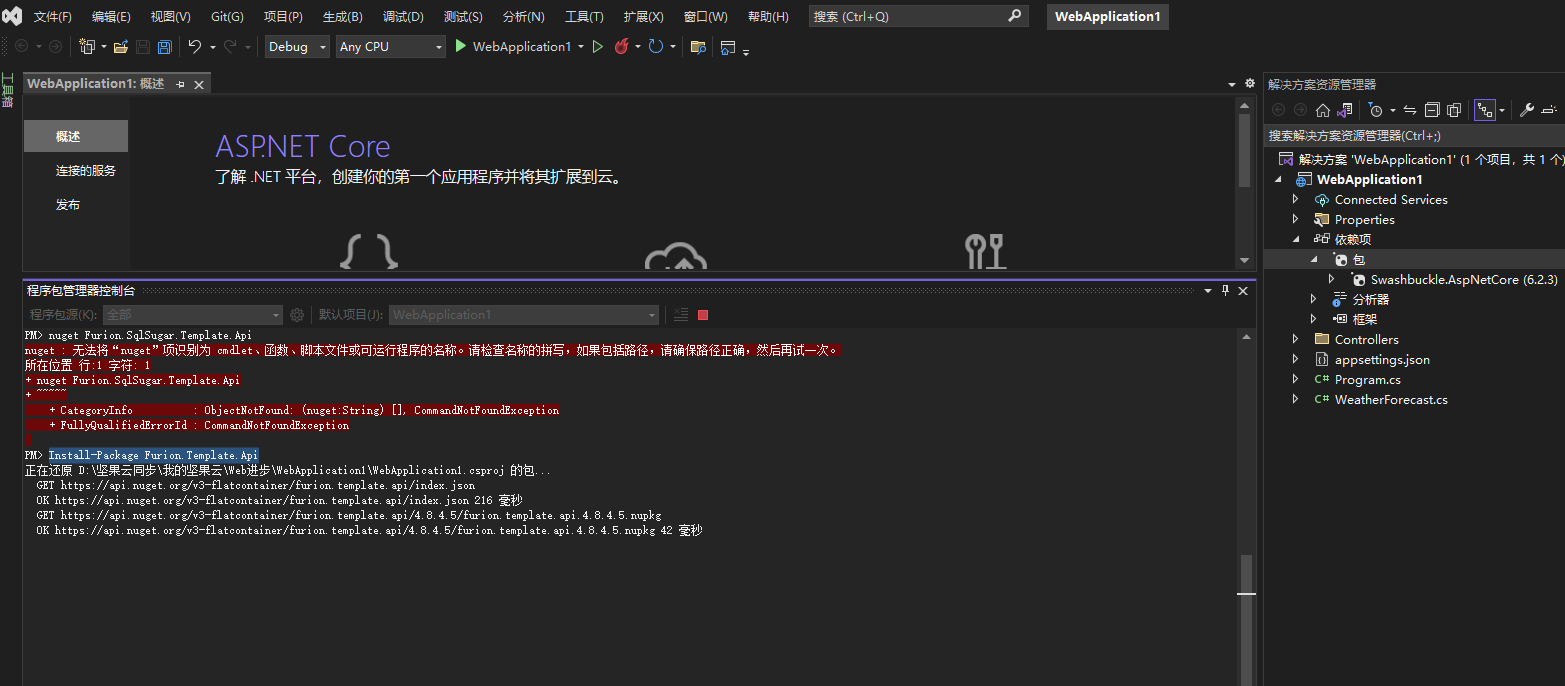 文件(F) 编辑(E) 视图(V) Git(G) 项目(P) 生成(B) 调试(D) 测试(S) 分析(N) 工具(T) 扩展(X) 窗口(W) 帮助(H) 搜索 (Ctrl+Q) WebApplication1
Debug Any CPU WebApplication1
工具箱
WebApplication1: 概述
概述
连接的服务
发布
ASP.NET Core
了解 .NET 平台，创建你的第一个应用程序并将其扩展到云。
程序包管理器控制台
程序包源(K): 全部 默认项目(J): WebApplication1
PM> nuget Furion.SqlSugar.Template.Api
nuget : 无法将“nuget”项识别为 cmdlet、函数、脚本文件或可运行程序的名称。请检查名称的拼写，如果包括路径，请确保路径正确，然后再试一次。
所在位置 行:1 字符: 1
+ nuget Furion.SqlSugar.Template.Api
+ ~~~~~
+ CategoryInfo : ObjectNotFound: (nuget:String) [], CommandNotFoundException
+ FullyQualifiedErrorId : CommandNotFoundException
PM> Install-Package Furion.Template.Api
正在还原 D:\坚果云同步\我的坚果云\Web进步\WebApplication1\WebApplication1.csproj 的包...
GET https://api.nuget.org/v3-flatcontainer/furion.template.api/index.json
OK https://api.nuget.org/v3-flatcontainer/furion.template.api/index.json 216 毫秒
GET https://api.nuget.org/v3-flatcontainer/furion.template.api/4.8.4.5/furion.template.api.4.8.4.5.nupkg
OK https://api.nuget.org/v3-flatcontainer/furion.template.api/4.8.4.5/furion.template.api.4.8.4.5.nupkg 42 毫秒
解决方案资源管理器
搜索解决方案资源管理器(Ctrl+;)
解决方案 'WebApplication1' (1 个项目，共 1 个)
WebApplication1
Connected Services
Properties
依赖项
包
Swashbuckle.AspNetCore (6.2.3)
分析器
框架
Controllers
appsettings.json
C# Program.cs
C# WeatherForecast.cs